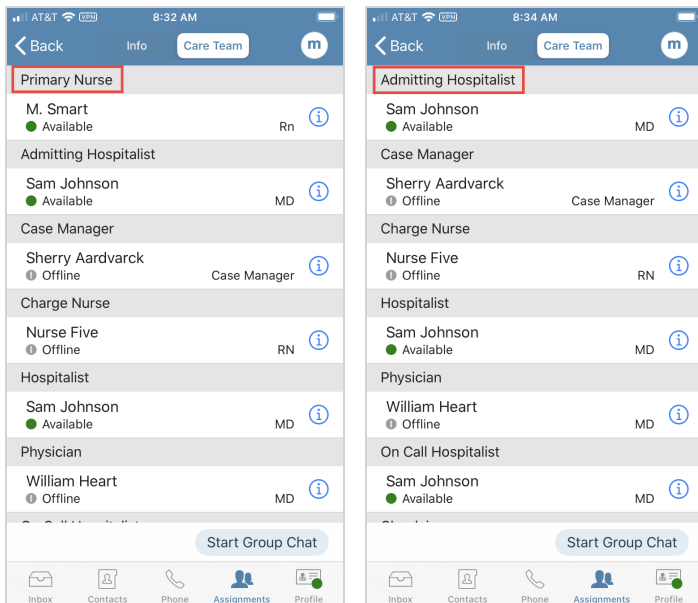 AT&T VPN 8:32 AM
Back Info Care Team m
Primary Nurse
M. Smart
Available Rn
Admitting Hospitalist
Sam Johnson
Available MD
Case Manager
Sherry Aardvarck
Offline Case Manager
Charge Nurse
Nurse Five
Offline RN
Hospitalist
Sam Johnson
Available MD
Physician
William Heart
Offline MD
On Call Hospitalist
Start Group Chat
Inbox Contacts Phone Assignments Profile
AT&T VPN 8:34 AM
Back Info Care Team m
Admitting Hospitalist
Sam Johnson
Available MD
Case Manager
Sherry Aardvarck
Offline Case Manager
Charge Nurse
Nurse Five
Offline RN
Hospitalist
Sam Johnson
Available MD
Physician
William Heart
Offline MD
On Call Hospitalist
Sam Johnson
Available MD
Start Group Chat
Inbox Contacts Phone Assignments Profile